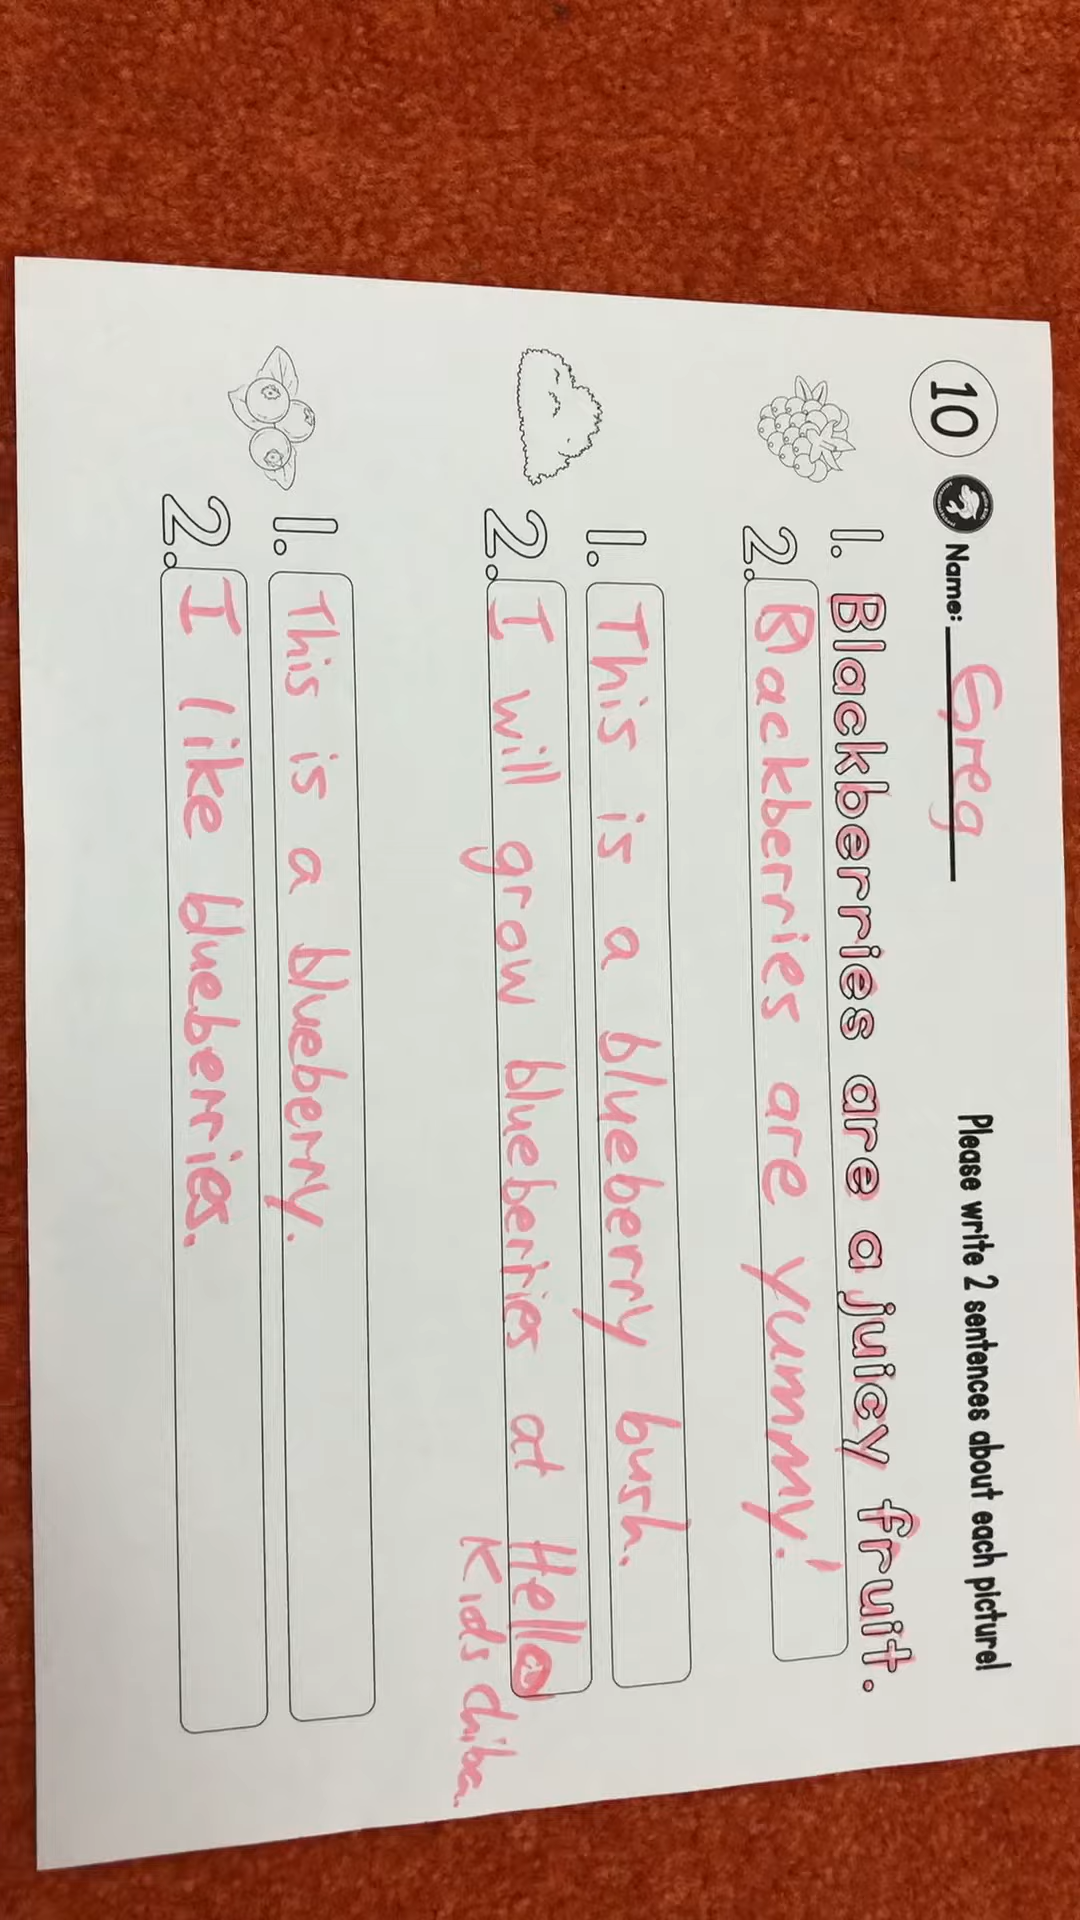 10 Name: Greg Please write 2 sentences about each picture!
1. Blackberries are a juicy fruit.
2. Blackberries are yummy!
1. This is a blueberry bush.
2. I will grow blueberries at Hello
Kids Chiba.
1. This is a blueberry.
2. I like blueberries.